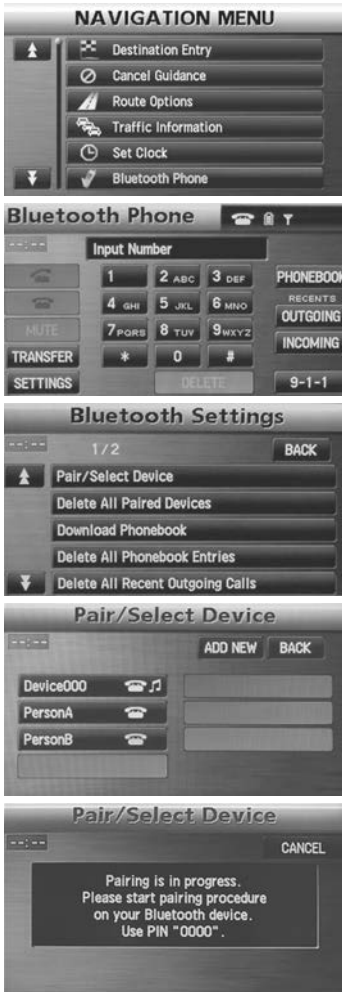 NAVIGATION MENU
Destination Entry
Cancel Guidance
Route Options
Traffic Information
Set Clock
Bluetooth Phone
Bluetooth Phone
--:--
Input Number
1 2 ABC 3 DEF PHONEBOOK
4 GHI 5 JKL 6 MNO RECENTS
OUTGOING
MUTE 7 PQRS 8 TUV 9 WXYZ INCOMING
TRANSFER * 0 #
SETTINGS DELETE 9-1-1
Bluetooth Settings
--:-- 1/2 BACK
Pair/Select Device
Delete All Paired Devices
Download Phonebook
Delete All Phonebook Entries
Delete All Recent Outgoing Calls
Pair/Select Device
--:-- ADD NEW BACK
Device000
PersonA
PersonB
Pair/Select Device
--:-- CANCEL
Pairing is in progress.
Please start pairing procedure
on your Bluetooth device.
Use PIN "0000".